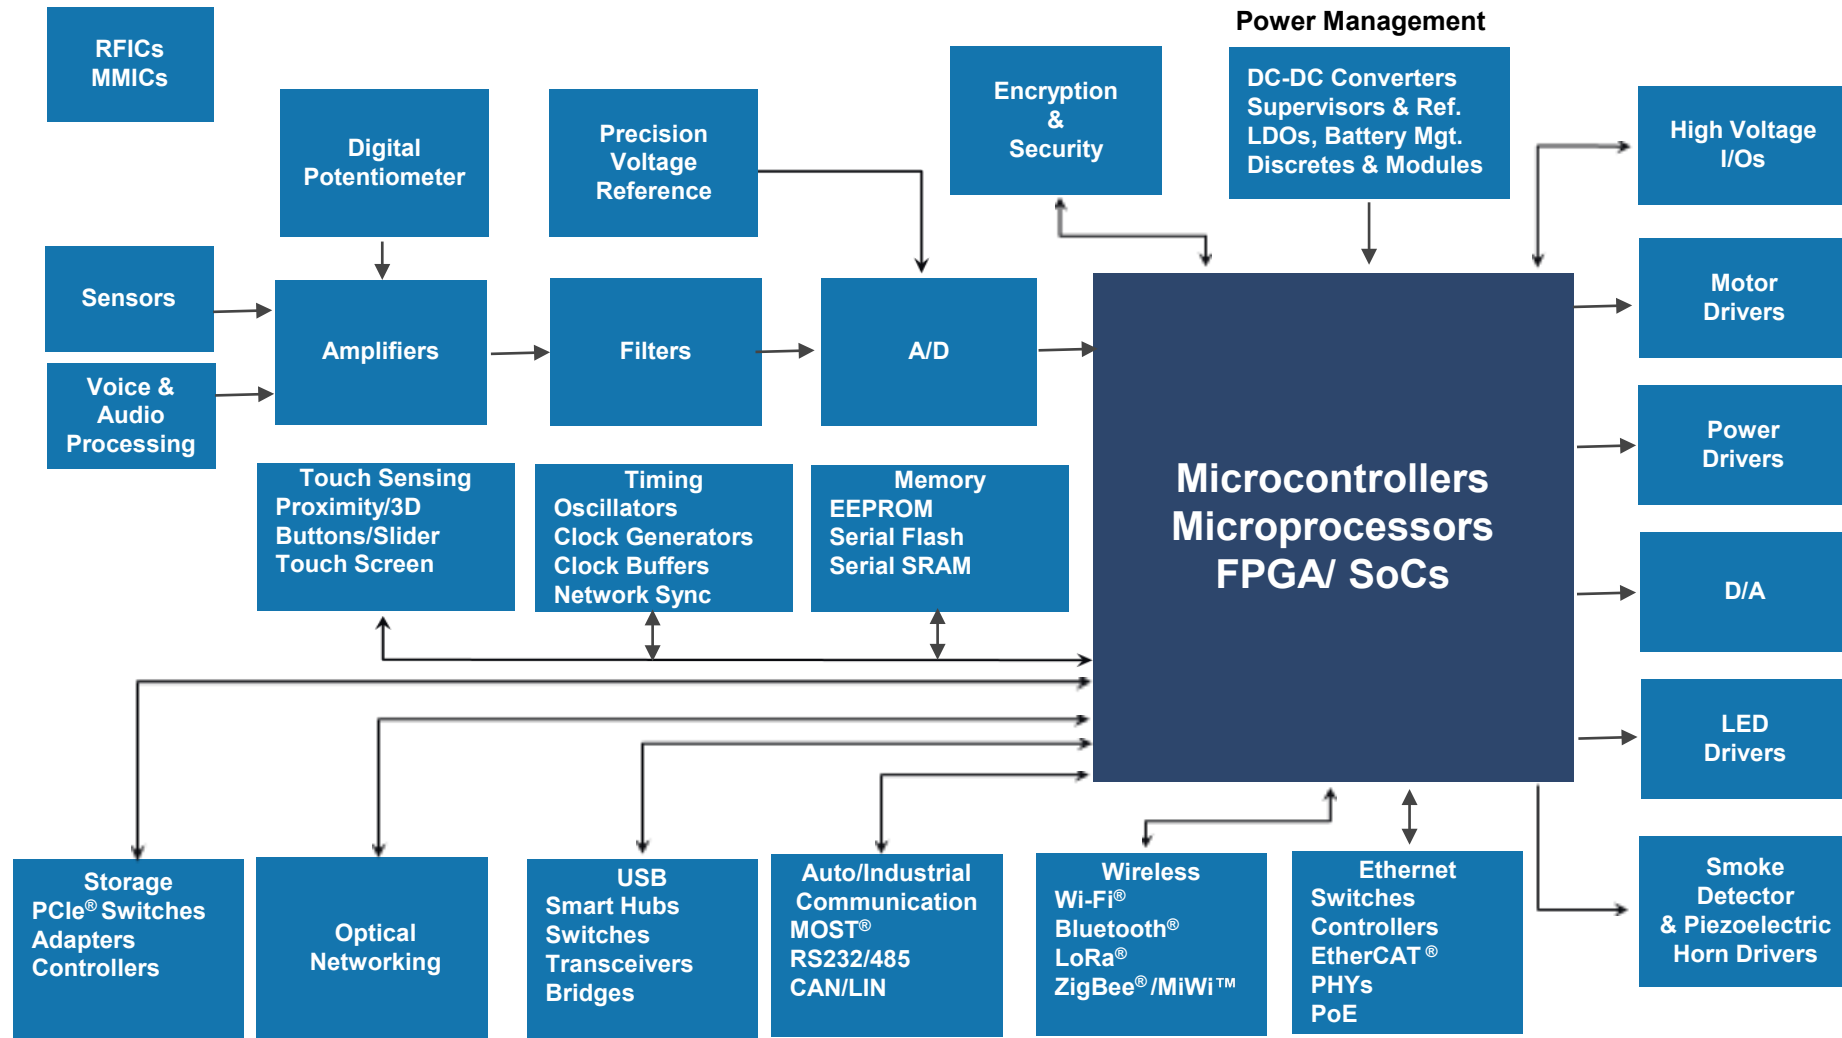 Power Management
RFICs
MMICs
Digital
Potentiometer
Precision
Voltage
Reference
Encryption
&
Security
DC-DC Converters
Supervisors & Ref.
LDOs, Battery Mgt.
Discretes & Modules
High Voltage
I/Os
Sensors
Voice &
Audio
Processing
Amplifiers
Filters
A/D
Motor
Drivers
Power
Drivers
D/A
LED
Drivers
Smoke
Detector
& Piezoelectric
Horn Drivers
Microcontrollers
Microprocessors
FPGA/ SoCs
Touch Sensing
Proximity/3D
Buttons/Slider
Touch Screen
Timing
Oscillators
Clock Generators
Clock Buffers
Network Sync
Memory
EEPROM
Serial Flash
Serial SRAM
Storage
PCIe® Switches
Adapters
Controllers
Optical
Networking
USB
Smart Hubs
Switches
Transceivers
Bridges
Auto/Industrial
Communication
MOST®
RS232/485
CAN/LIN
Wireless
Wi-Fi®
Bluetooth®
LoRa®
ZigBee® /MiWi™
Ethernet
Switches
Controllers
EtherCAT ®
PHYs
PoE